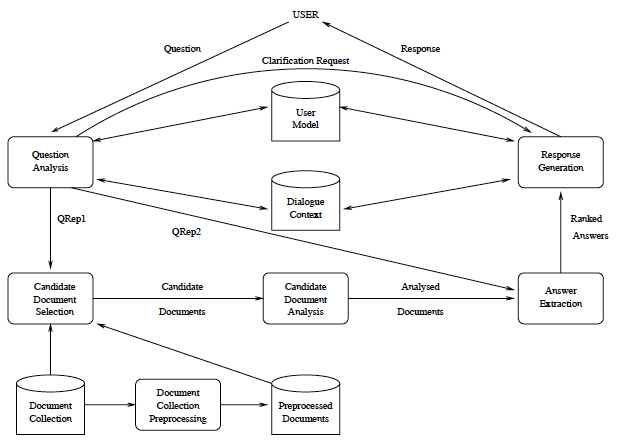 USER
Question
Response
Clarification Request
User
Model
Question
Analysis
Response
Generation
Dialogue
Context
QRep1
QRep2
Ranked
Answers
Candidate
Document
Selection
Candidate
Documents
Candidate
Document
Analysis
Analysed
Documents
Answer
Extraction
Document
Collection
Document
Collection
Preprocessing
Preprocessed
Documents